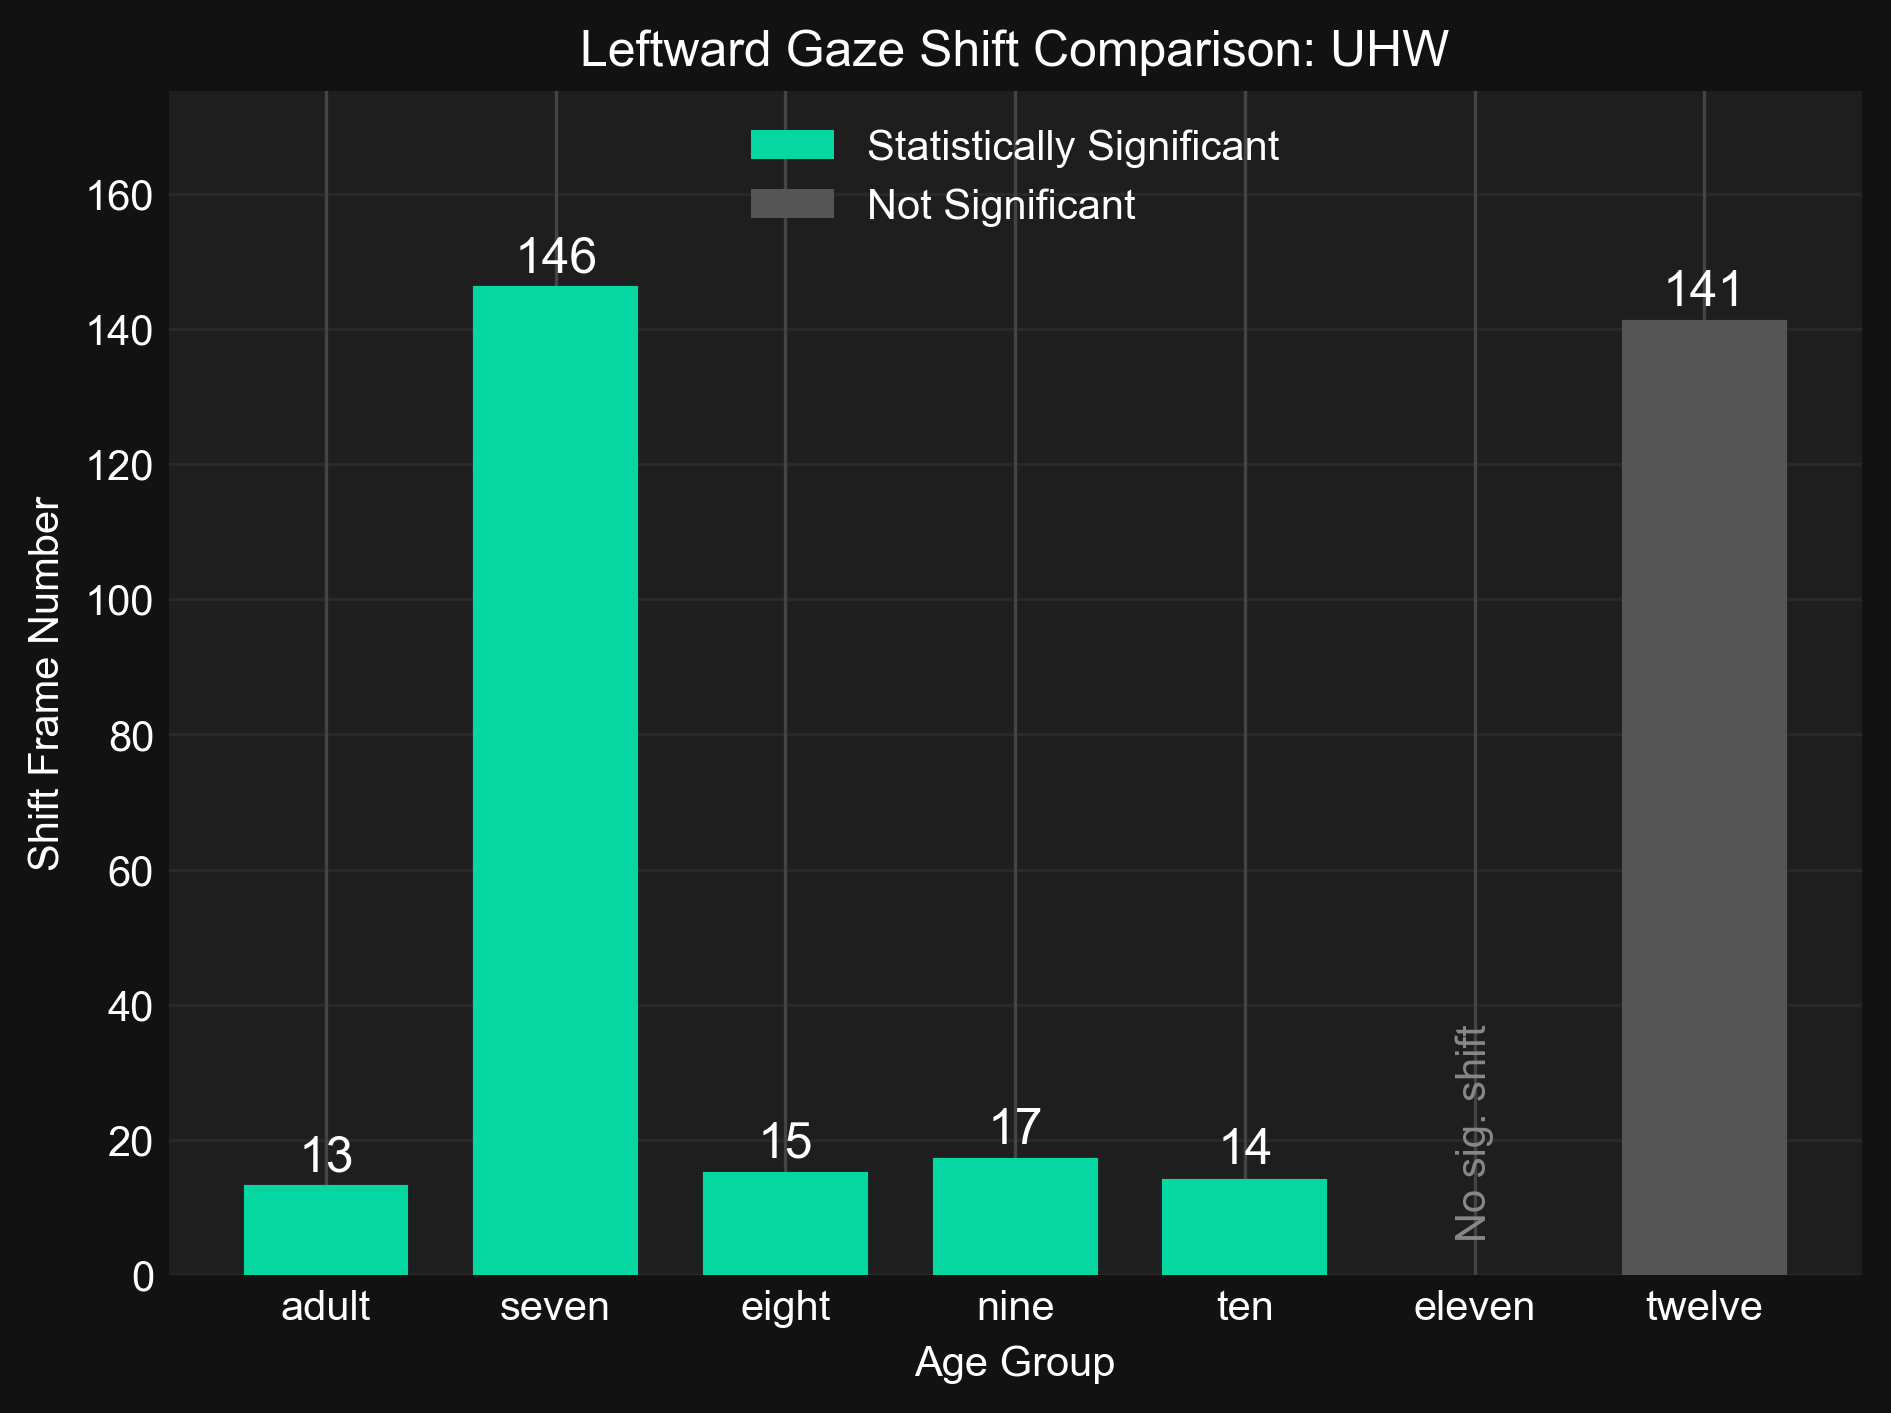 Leftward Gaze Shift Comparison: UHW
Statistically Significant
Not Significant
160
140
120
100
80
60
40
20
0
Shift Frame Number
13
146
15
17
14
No sig. shift
141
adult
seven
eight
nine
ten
eleven
twelve
Age Group